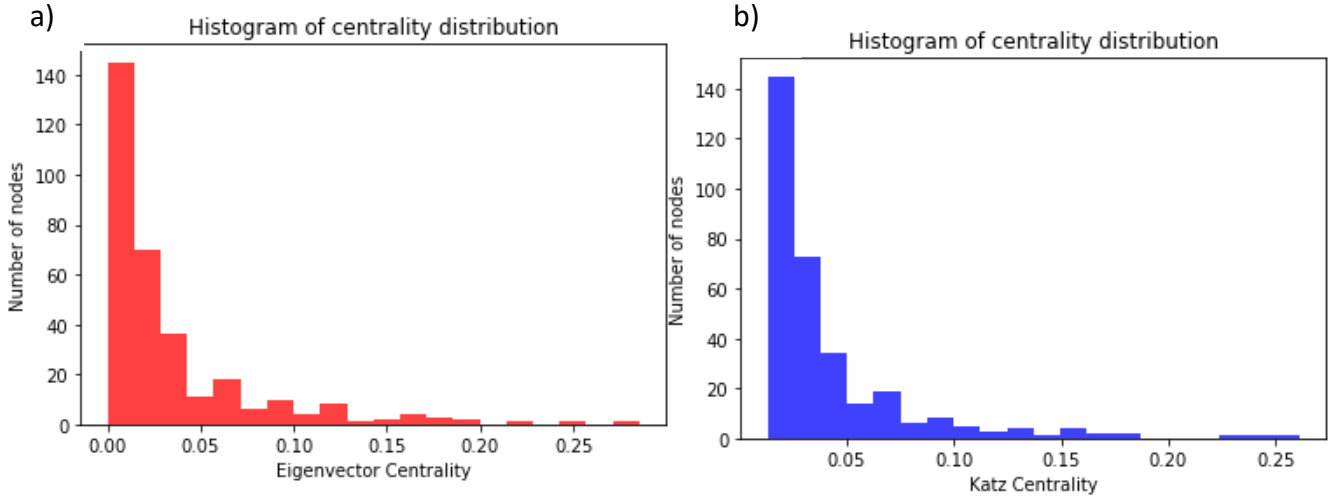 a)
Histogram of centrality distribution
Number of nodes
140
120
100
80
60
40
20
0
0.00 0.05 0.10 0.15 0.20 0.25
Eigenvector Centrality
b)
Histogram of centrality distribution
Number of nodes
140
120
100
80
60
40
20
0
0.05 0.10 0.15 0.20 0.25
Katz Centrality